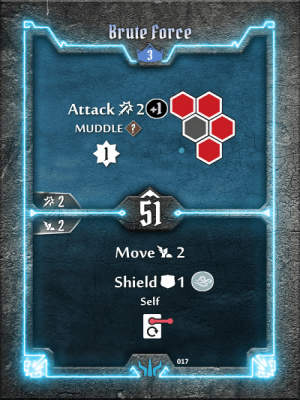 Brute Force
3
Attack 2 +1
MUDDLE ?
1
2
51
2
Move 2
Shield 1
Self
017